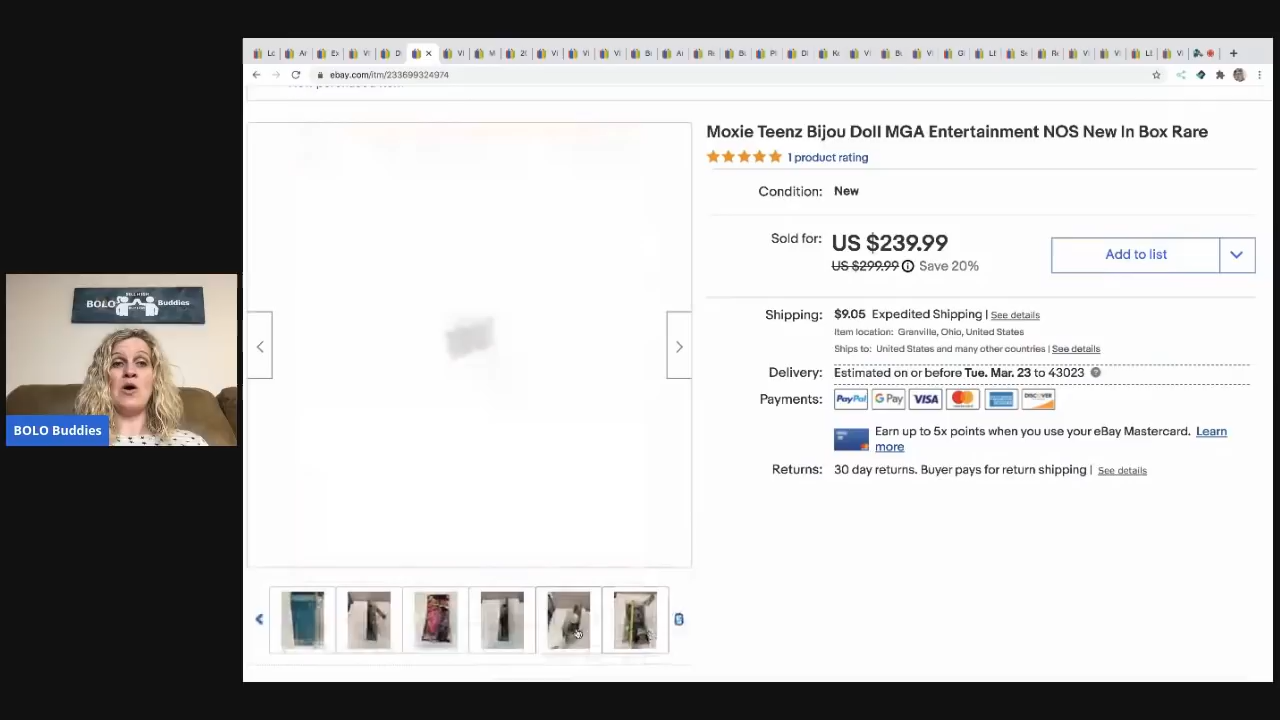 ebay.com/itm/233699324974
Moxie Teenz Bijou Doll MGA Entertainment NOS New In Box Rare
1 product rating
Condition: New
Sold for: US $239.99
US $299.99 Save 20%
Add to list
Shipping: $9.05 Expedited Shipping | See details
Item location: Granville, Ohio, United States
Ships to: United States and many other countries | See details
Delivery: Estimated on or before Tue. Mar. 23 to 43023
Payments: PayPal G Pay VISA DISCOVER
Earn up to 5x points when you use your eBay Mastercard. Learn
more
Returns: 30 day returns. Buyer pays for return shipping | See details
BOLO Buddies
BOLO Buddies